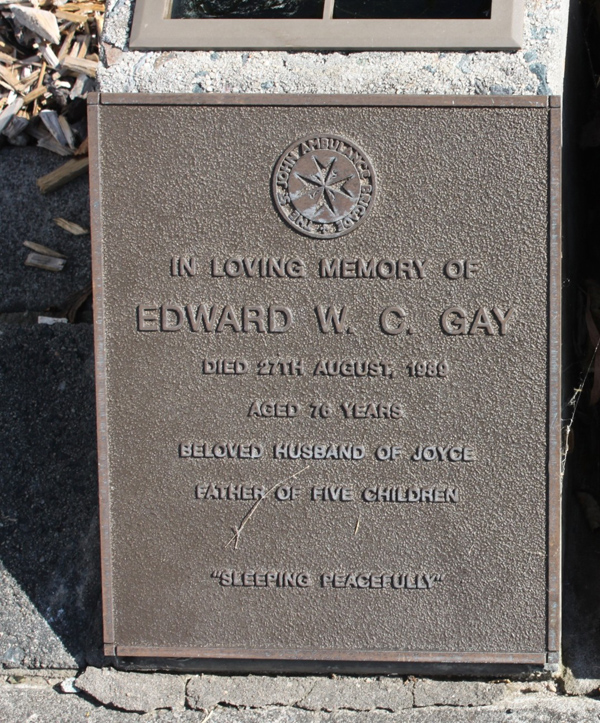 THE ST JOHN AMBULANCE BRIGADE
IN LOVING MEMORY OF
EDWARD W. C. GAY
DIED 27TH AUGUST, 1989
AGED 76 YEARS
BELOVED HUSBAND OF JOYCE
FATHER OF FIVE CHILDREN
"SLEEPING PEACEFULLY"